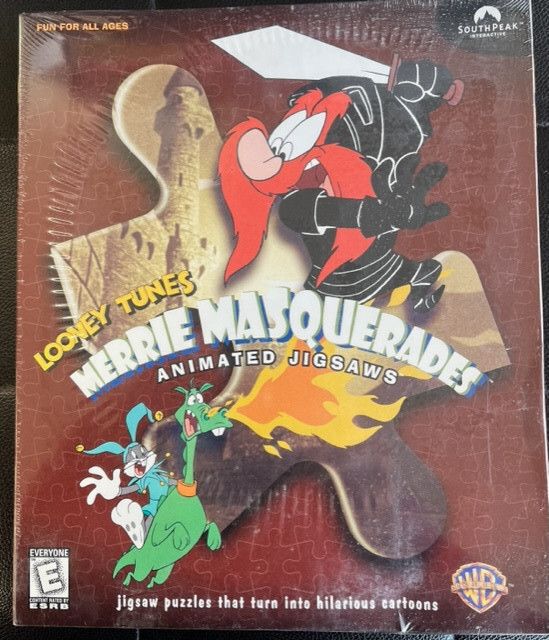 FUN FOR ALL AGES
SOUTHPEAK™
INTERACTIVE
LOONEY TUNES
MERRIE MASQUERADES
ANIMATED JIGSAWS
EVERYONE
E
CONTENT RATED BY
ESRB
jigsaw puzzles that turn into hilarious cartoons
WB